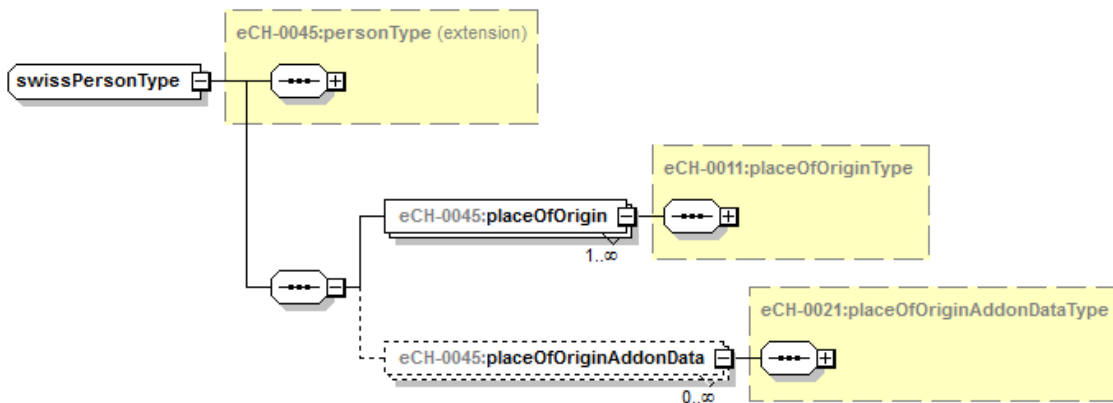 eCH-0045:personType (extension)
swissPersonType
eCH-0011:placeOfOriginType
eCH-0045:placeOfOrigin
1..∞
eCH-0021:placeOfOriginAddonDataType
eCH-0045:placeOfOriginAddonData
0..∞